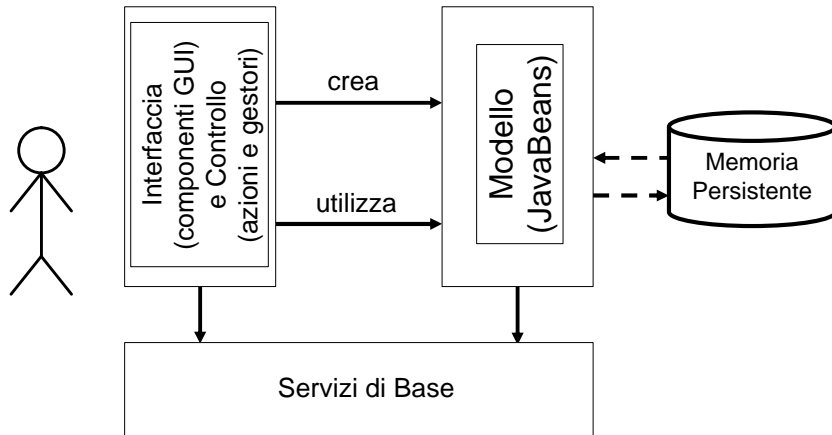 Interfaccia
(componenti GUI)
e Controllo
(azioni e gestori)
crea
utilizza
Modello
(JavaBeans)
Memoria
Persistente
Servizi di Base